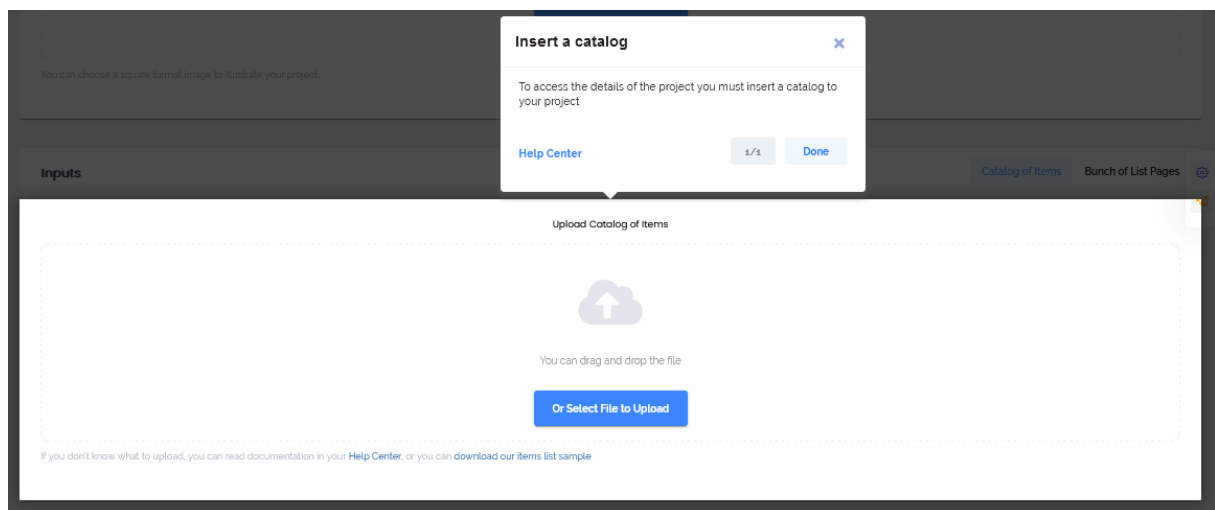 Insert a catalog
To access the details of the project you must insert a catalog to
your project
Help Center
1/1
Done
You can choose a square format image to illustrate your project.
Inputs
Catalog of Items
Bunch of List Pages
Upload Catalog of Items
You can drag and drop the file
Or Select File to Upload
If you don't know what to upload, you can read documentation in your Help Center, or you can download our items list sample